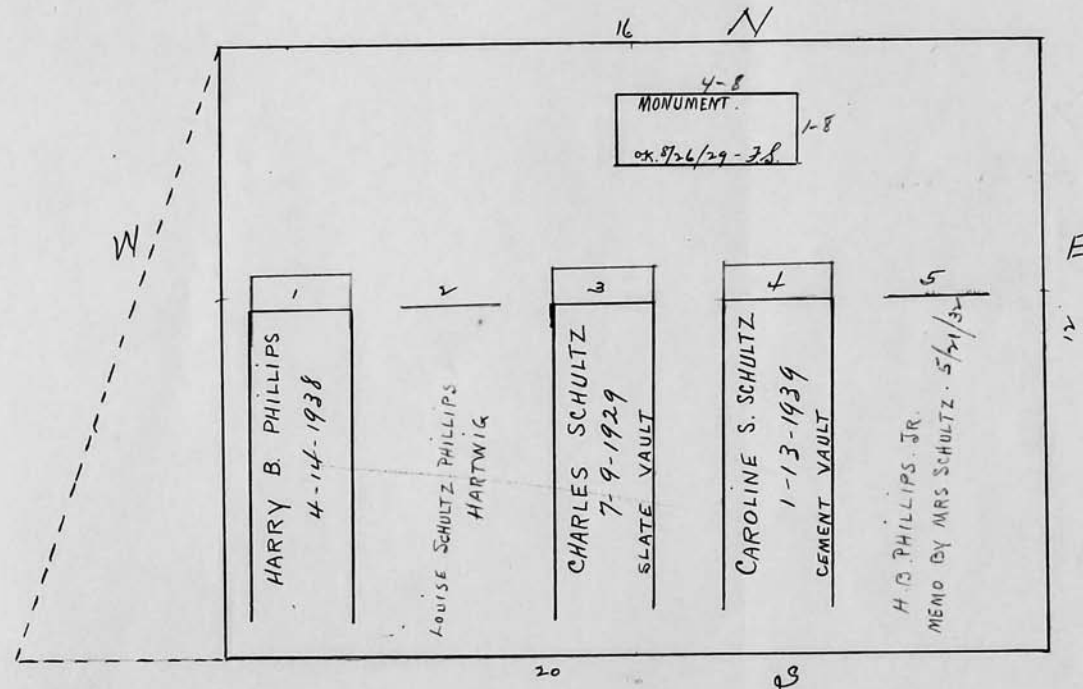 16 N
4-8
MONUMENT.
1-8
OK. 8/26/29 - F.S.
W
E
12
1
HARRY B. PHILLIPS
4-14-1938
2
LOUISE SCHULTZ PHILLIPS
HARTWIG
3
CHARLES SCHULTZ
7-9-1929
SLATE VAULT
4
CAROLINE S. SCHULTZ
1-13-1939
CEMENT VAULT
5
H.B. PHILLIPS. JR.
MEMO BY MRS SCHULTZ. 5/21/32
20 S